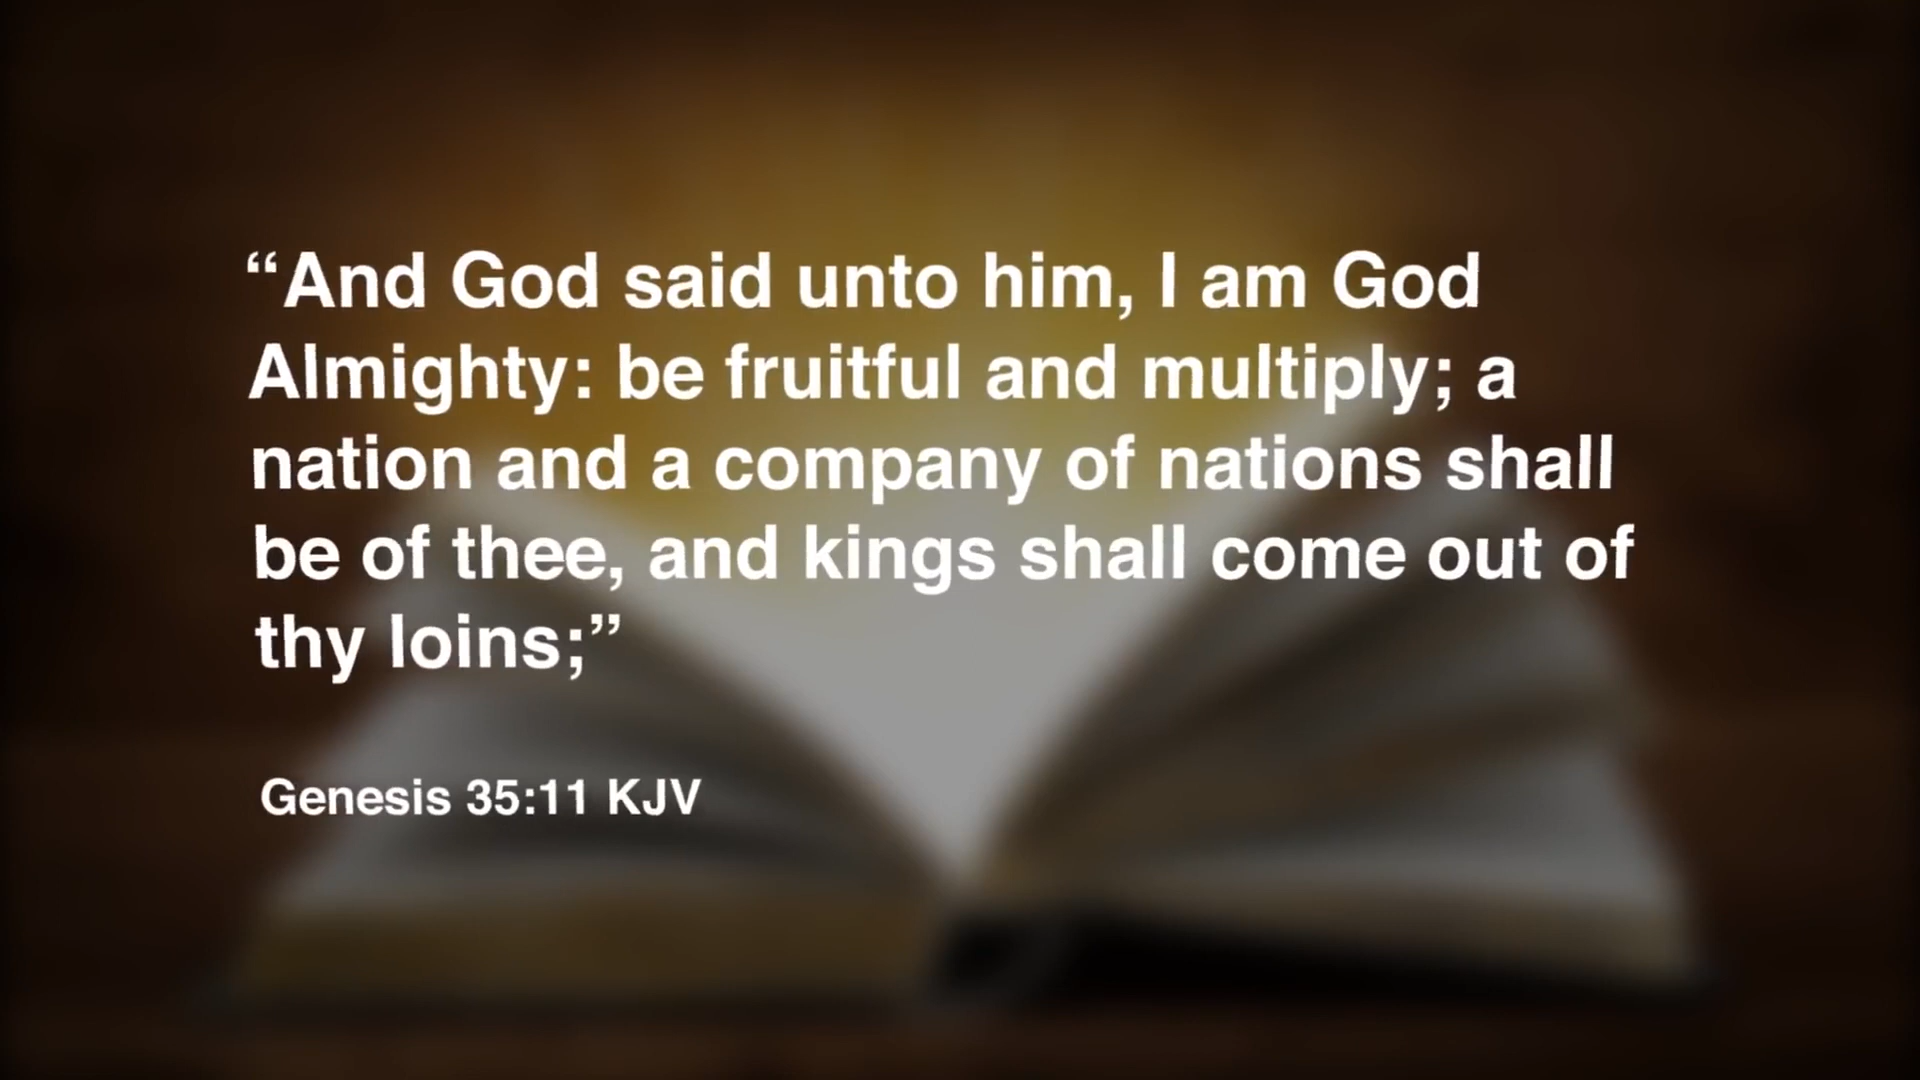 “And God said unto him, I am God
Almighty: be fruitful and multiply; a
nation and a company of nations shall
be of thee, and kings shall come out of
thy loins;”
Genesis 35:11 KJV